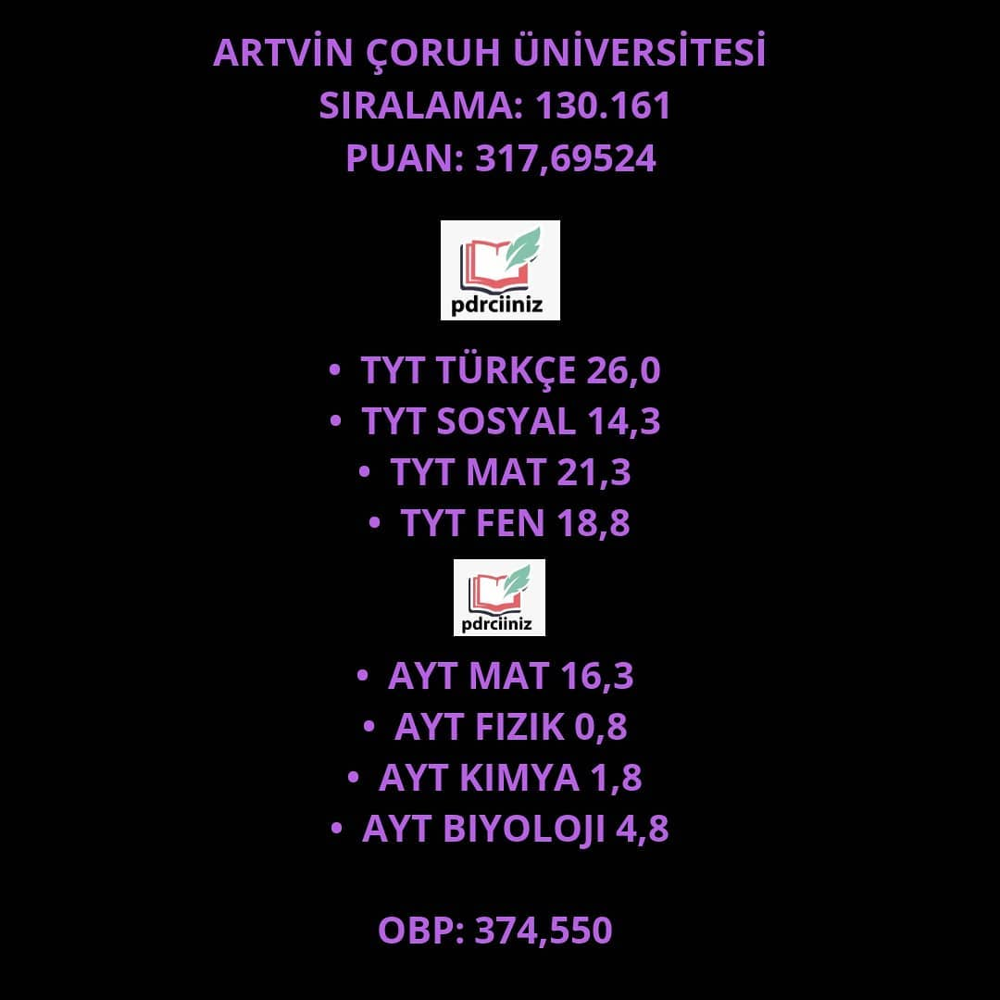 ARTVİN ÇORUH ÜNİVERSİTESİ
SIRALAMA: 130.161
PUAN: 317,69524
pdrciiniz
• TYT TÜRKÇE 26,0
• TYT SOSYAL 14,3
• TYT MAT 21,3
• TYT FEN 18,8
pdrciiniz
• AYT MAT 16,3
• AYT FIZIK 0,8
• AYT KIMYA 1,8
• AYT BIYOLOJI 4,8
OBP: 374,550